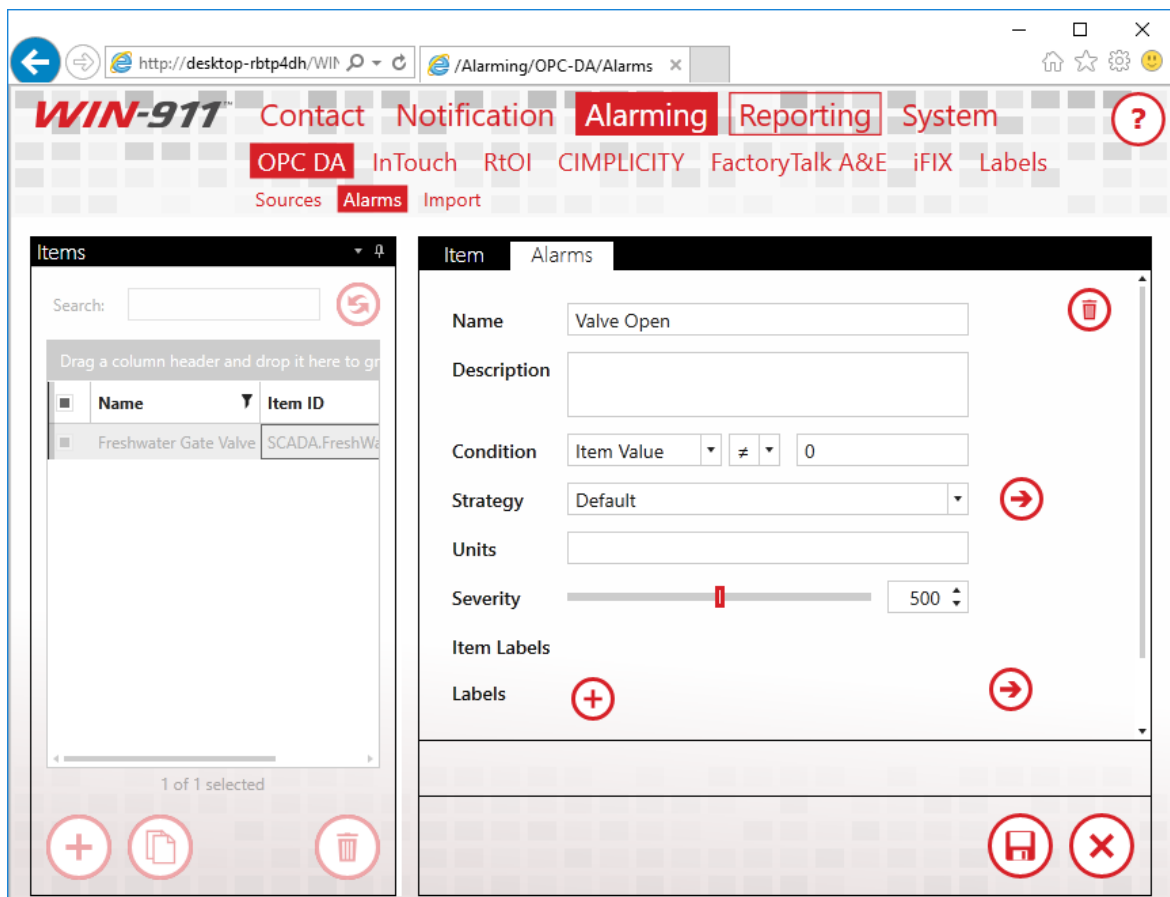 http://desktop-rbtp4dh/WIN
/Alarming/OPC-DA/Alarms
WIN-911™ Contact Notification Alarming Reporting System ?
OPC DA InTouch RtOI CIMPLICITY FactoryTalk A&E iFIX Labels
Sources Alarms Import
Items
Search:
Drag a column header and drop it here to gr
Name Item ID
Freshwater Gate Valve SCADA.FreshWa
1 of 1 selected
Item Alarms
Name Valve Open
Description
Condition Item Value ≠ 0
Strategy Default
Units
Severity 500
Item Labels
Labels